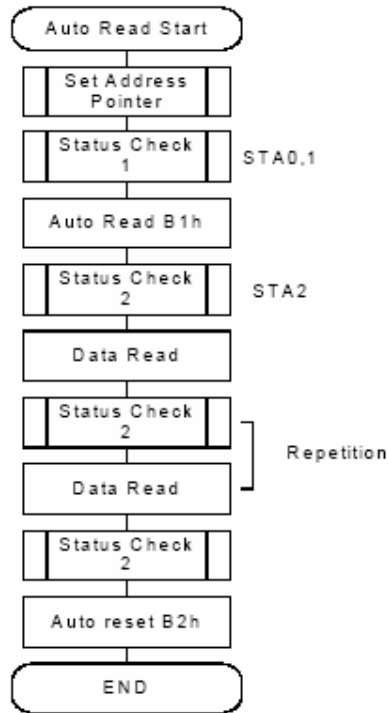 Auto Read Start
Set Address
Pointer
Status Check
1
STA0,1
Auto Read B1h
Status Check
2
STA2
Data Read
Status Check
2
Repetition
Data Read
Status Check
2
Auto reset B2h
END